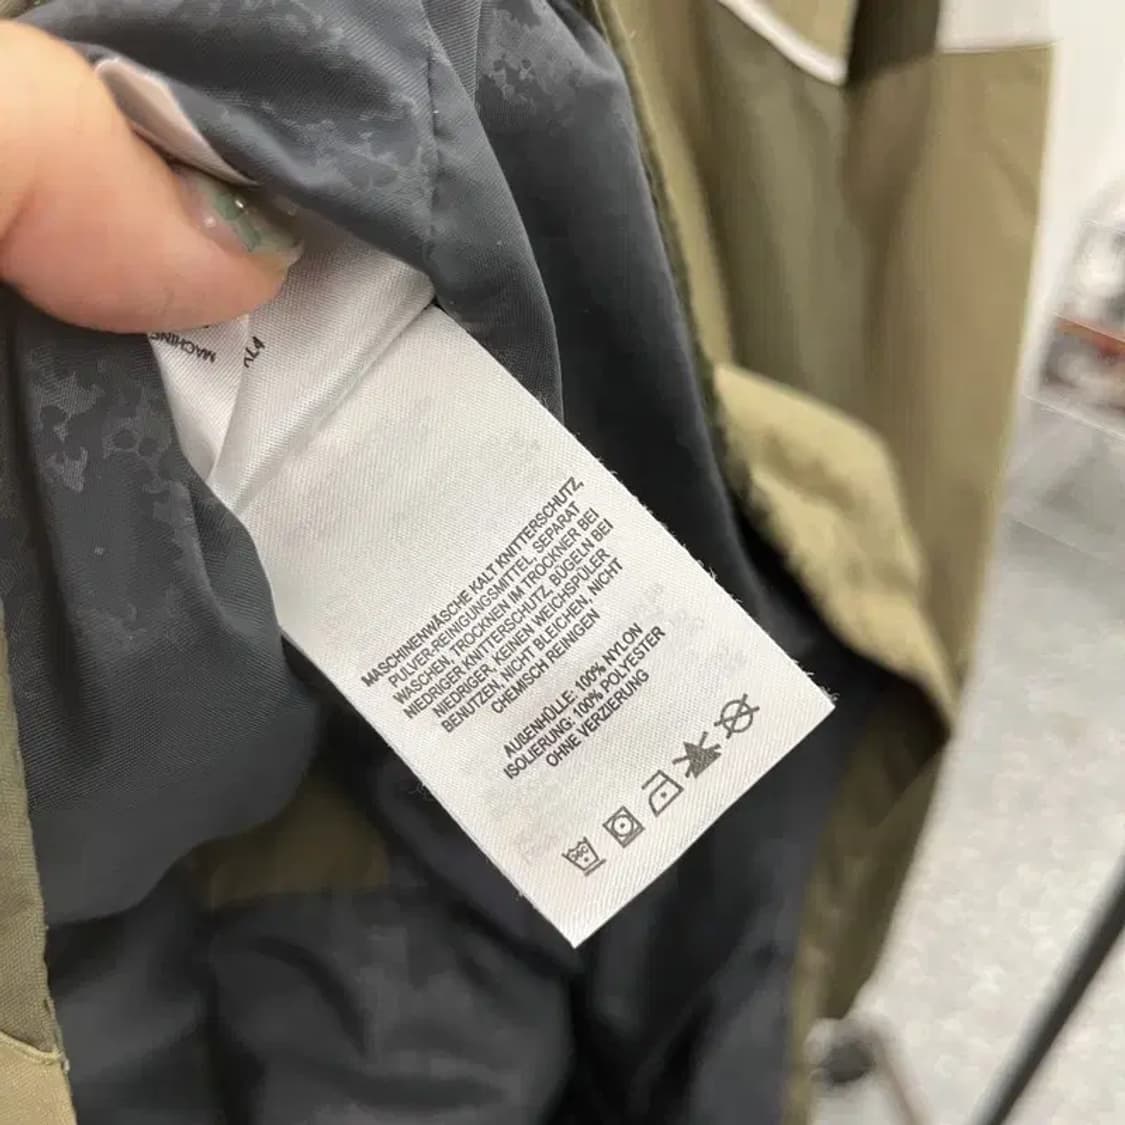 MASCHINENWÄSCHE KALT KNITTERSCHUTZ,
PULVER-REINIGUNGSMITTEL, SEPARAT
WASCHEN, TROCKNEN IM TROCKNER BEI
NIEDRIGER KNITTERSCHUTZ, BÜGELN BEI
NIEDRIGER, KEINEN WEICHSPÜLER
BENUTZEN, NICHT BLEICHEN, NICHT
CHEMISCH REINIGEN
AUßENHÜLLE: 100% NYLON
ISOLIERUNG: 100% POLYESTER
OHNE VERZIERUNG